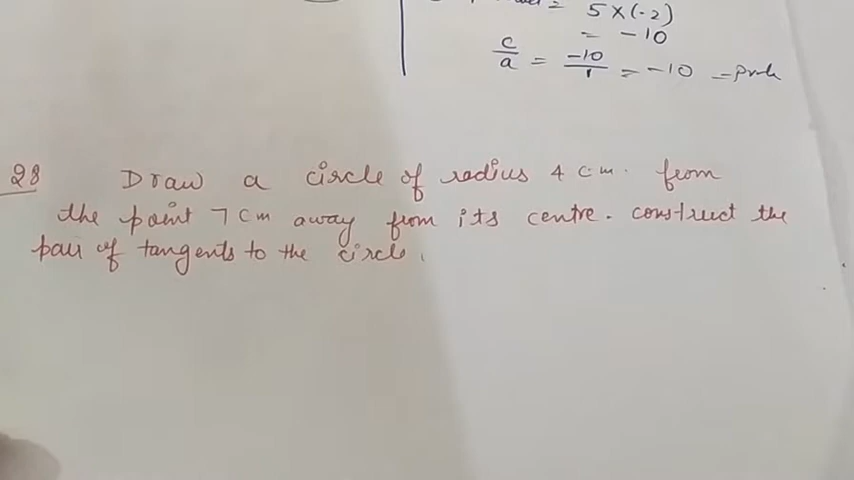 = 5 x (-2)
= -10
c/a = -10/1 = -10
28 Draw a circle of radius 4 cm. from
the point 7 cm away from its centre. construct the
pair of tangents to the circle.